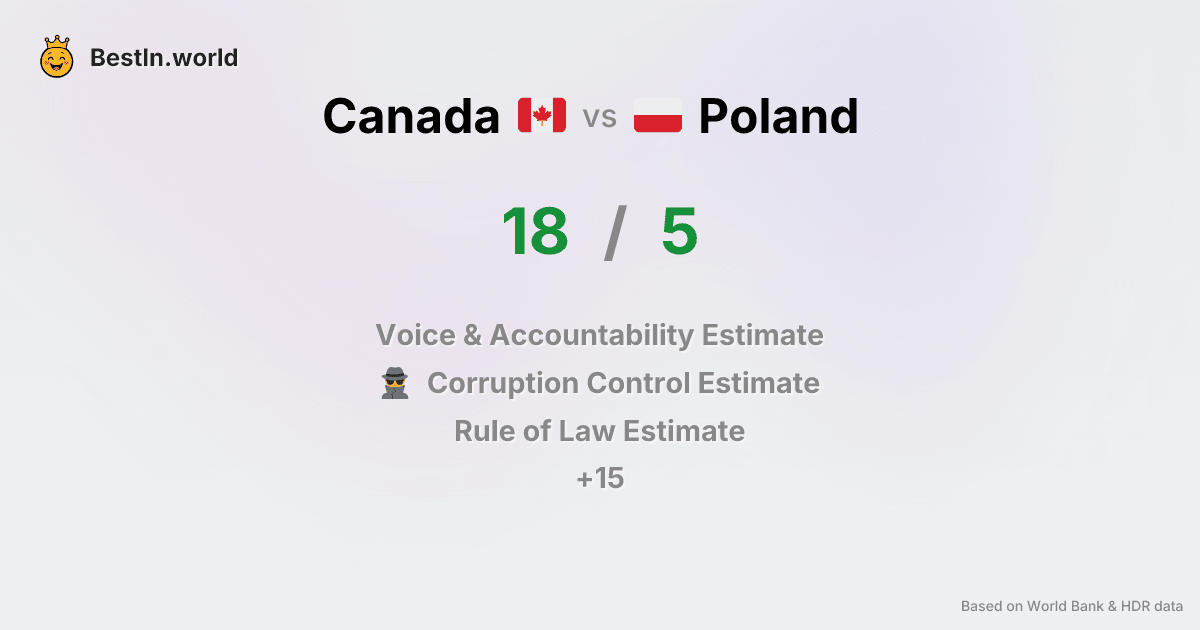 BestIn.world
Canada vs Poland
18 / 5
Voice & Accountability Estimate
Corruption Control Estimate
Rule of Law Estimate
+15
Based on World Bank & HDR data